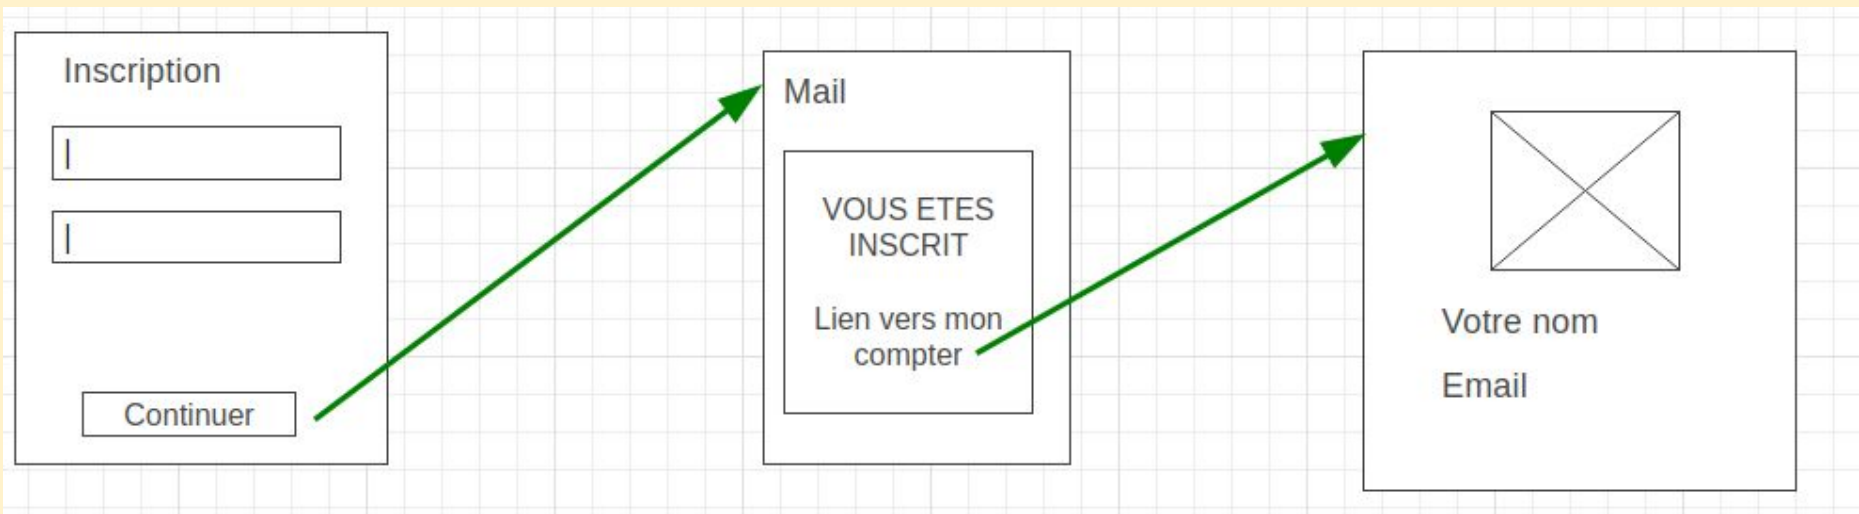 Inscription
Continuer
Mail
VOUS ETES
INSCRIT
Lien vers mon
compter
Votre nom
Email